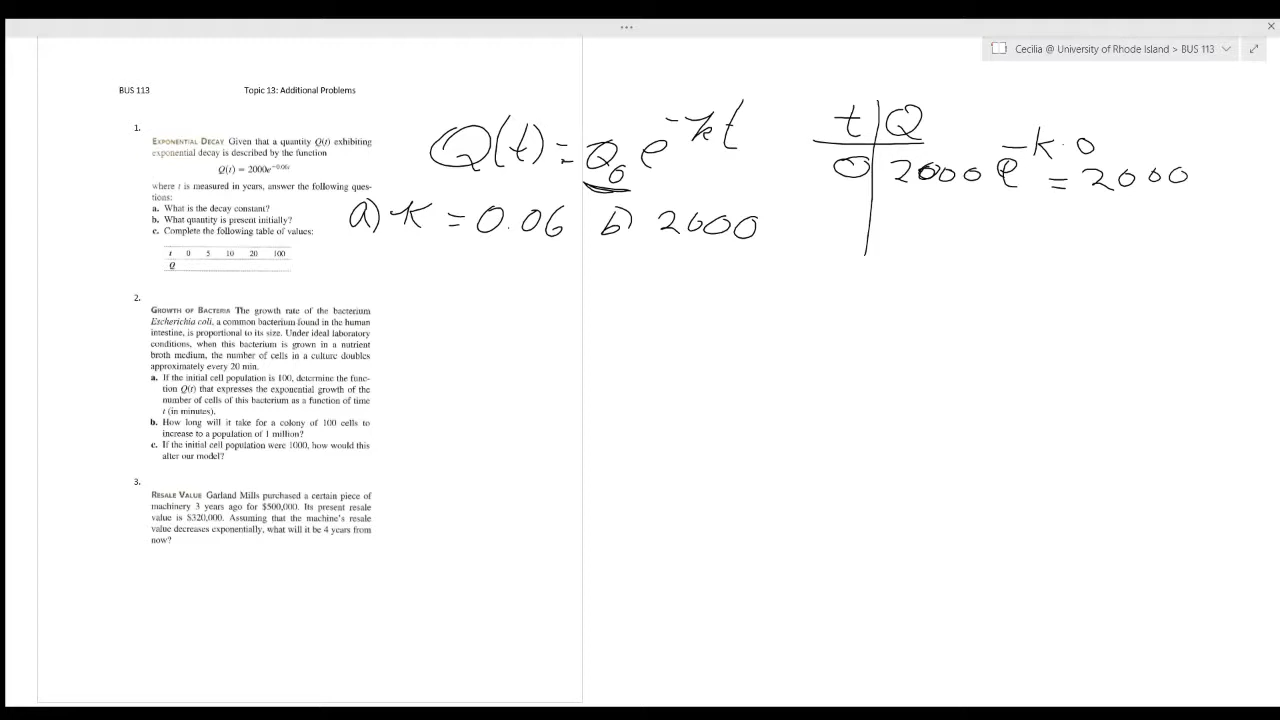 Cecilia @ University of Rhode Island > BUS 113
BUS 113
Topic 13: Additional Problems
1.
EXPONENTIAL DECAY Given that a quantity Q(t) exhibiting
exponential decay is described by the function
Q(t) = 2000e^{-0.06t}
where t is measured in years, answer the following ques-
tions:
a. What is the decay constant?
b. What quantity is present initially?
c. Complete the following table of values:
t 0 5 10 20 100
Q
2.
GROWTH OF BACTERIA The growth rate of the bacterium
Escherichia coli, a common bacterium found in the human
intestine, is proportional to its size. Under ideal laboratory
conditions, when this bacterium is grown in a nutrient
broth medium, the number of cells in a culture doubles
approximately every 20 min.
a. If the initial cell population is 100, determine the func-
tion Q(t) that expresses the exponential growth of the
number of cells of this bacterium as a function of time
t (in minutes).
b. How long will it take for a colony of 100 cells to
increase to a population of 1 million?
c. If the initial cell population were 1000, how would this
alter our model?
3.
RESALE VALUE Garland Mills purchased a certain piece of
machinery 3 years ago for $500,000. Its present resale
value is $320,000. Assuming that the machine's resale
value decreases exponentially, what will it be 4 years from
now?
Q(t) = Q₀ e^{-kt}
a) K = 0.06 b) 2000
t Q
0 2000 e^{-K·0} = 2000